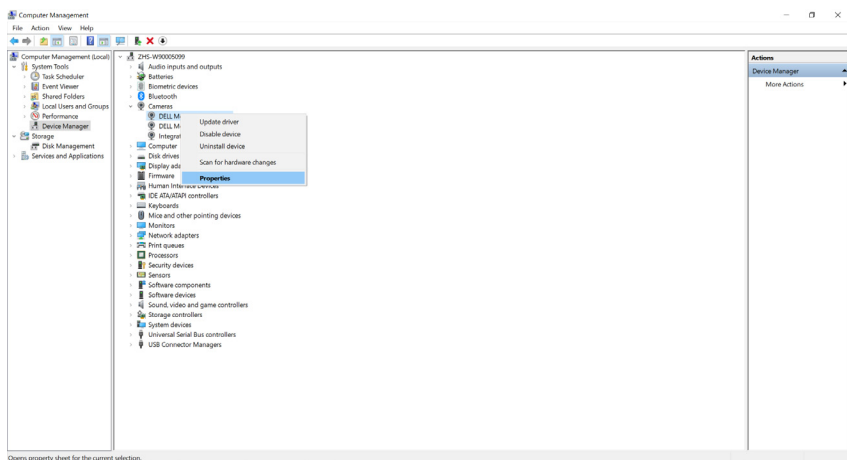 Computer Management
File Action View Help
Computer Management (Local)
System Tools
Task Scheduler
Event Viewer
Shared Folders
Local Users and Groups
Performance
Device Manager
Storage
Disk Management
Services and Applications
ZHS-W90005099
Audio inputs and outputs
Batteries
Biometric devices
Bluetooth
Cameras
DELL M
DELL M
Integrat
Computer
Disk drives
Display ada
Firmware
Human Interface Devices
IDE ATA/ATAPI controllers
Keyboards
Mice and other pointing devices
Monitors
Network adapters
Print queues
Processors
Security devices
Sensors
Software components
Software devices
Sound, video and game controllers
Storage controllers
System devices
Universal Serial Bus controllers
USB Connector Managers
Update driver
Disable device
Uninstall device
Scan for hardware changes
Properties
Actions
Device Manager
More Actions
Opens property sheet for the current selection.